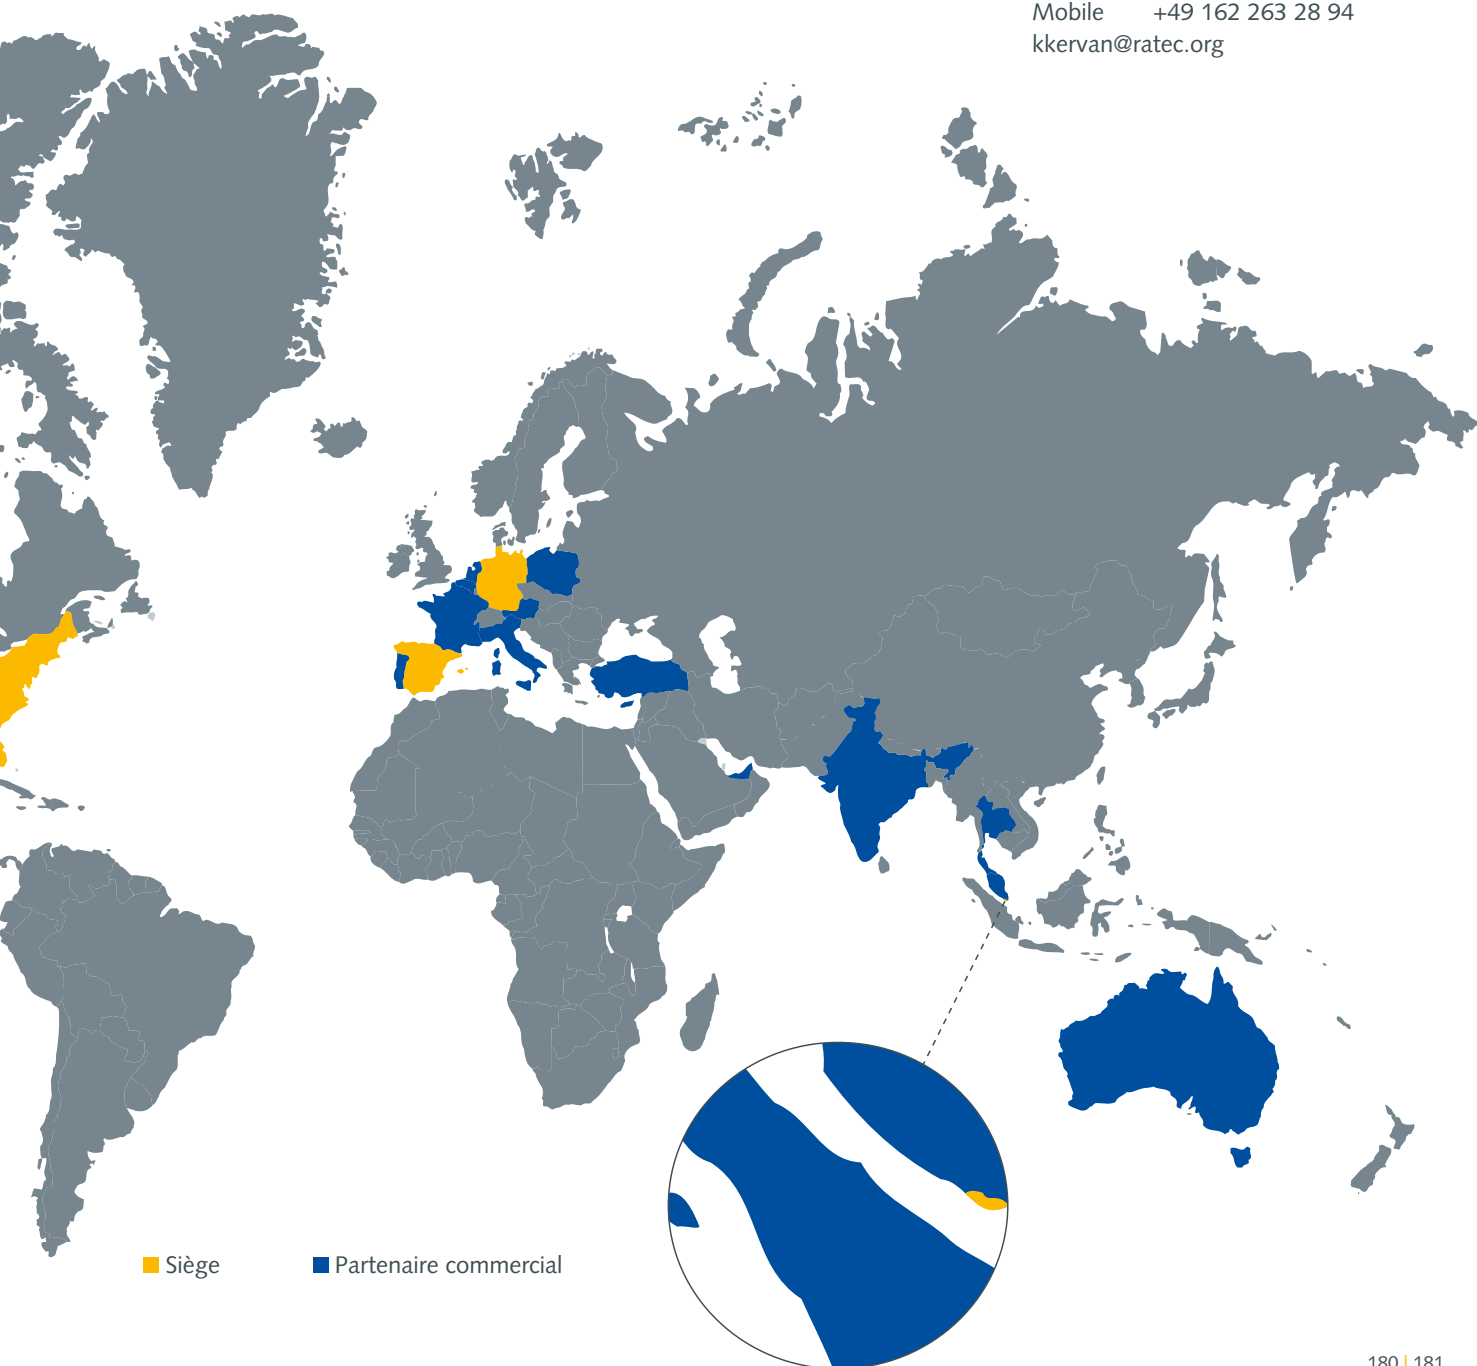 Mobile +49 162 263 28 94
kkervan@ratec.org
Siège
Partenaire commercial
180 | 181